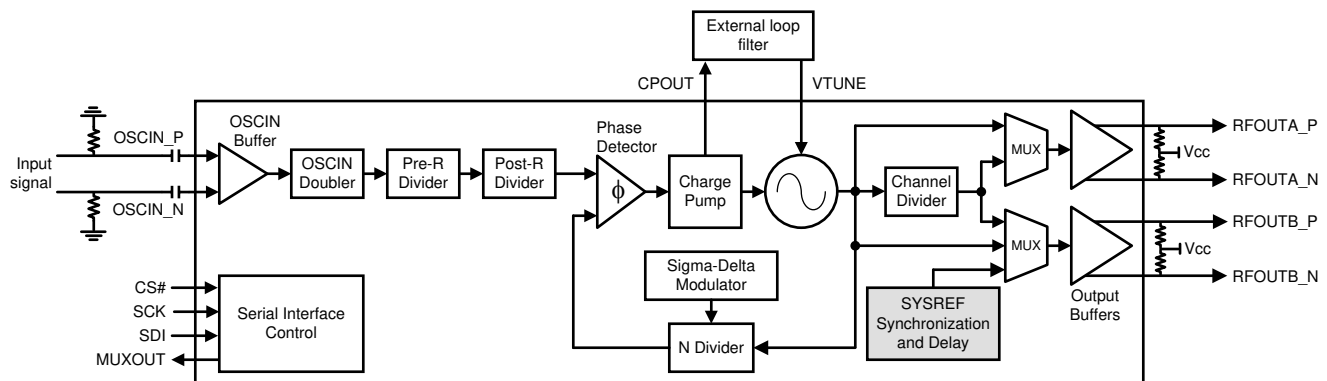 External loop
filter
CPOUT
VTUNE
OSCIN_P
OSCIN
Buffer
Phase
Detector
RFOUTA_P
Input
signal
OSCIN
Doubler
Pre-R
Divider
Post-R
Divider
ϕ
Charge
Pump
Channel
Divider
MUX
Vcc
RFOUTA_N
OSCIN_N
RFOUTB_P
MUX
Vcc
RFOUTB_N
Sigma-Delta
Modulator
CS#
SCK
SDI
MUXOUT
Serial Interface
Control
N Divider
SYSREF
Synchronization
and Delay
Output
Buffers